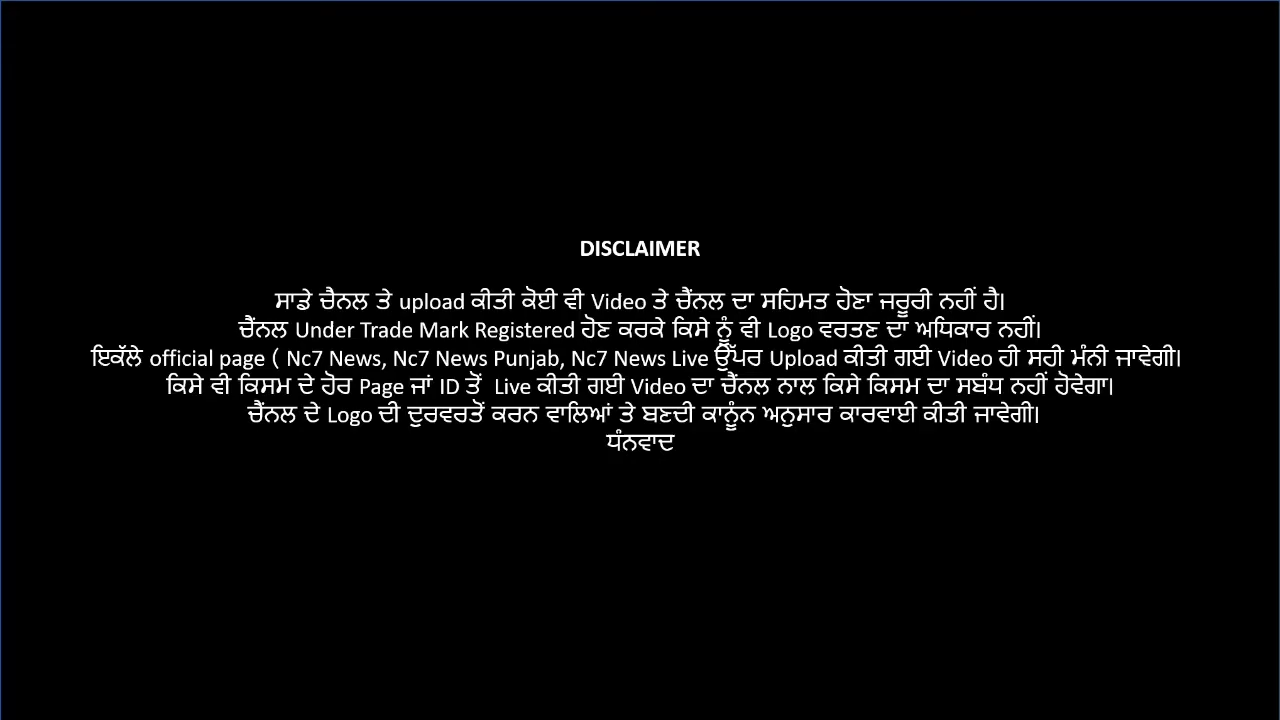 DISCLAIMER
ਸਾਡੇ ਚੈਨਲ ਤੇ upload ਕੀਤੀ ਕੋਈ ਵੀ Video ਤੇ ਚੈਂਨਲ ਦਾ ਸਹਿਮਤ ਹੋਣਾ ਜਰੂਰੀ ਨਹੀਂ ਹੈ।
ਚੈਂਨਲ Under Trade Mark Registered ਹੋਣ ਕਰਕੇ ਕਿਸੇ ਨੂੰ ਵੀ Logo ਵਰਤਣ ਦਾ ਅਧਿਕਾਰ ਨਹੀਂ।
ਇਕੱਲੇ official page ( Nc7 News, Nc7 News Punjab, Nc7 News Live ਉੱਪਰ Upload ਕੀਤੀ ਗਈ Video ਹੀ ਸਹੀ ਮੰਨੀ ਜਾਵੇਗੀ।
ਕਿਸੇ ਵੀ ਕਿਸਮ ਦੇ ਹੋਰ Page ਜਾਂ ID ਤੋਂ Live ਕੀਤੀ ਗਈ Video ਦਾ ਚੈਂਨਲ ਨਾਲ ਕਿਸੇ ਕਿਸਮ ਦਾ ਸਬੰਧ ਨਹੀਂ ਹੋਵੇਗਾ।
ਚੈਂਨਲ ਦੇ Logo ਦੀ ਦੁਰਵਰਤੋਂ ਕਰਨ ਵਾਲਿਆਂ ਤੇ ਬਣਦੀ ਕਾਨੂੰਨ ਅਨੁਸਾਰ ਕਾਰਵਾਈ ਕੀਤੀ ਜਾਵੇਗੀ।
ਧੰਨਵਾਦ